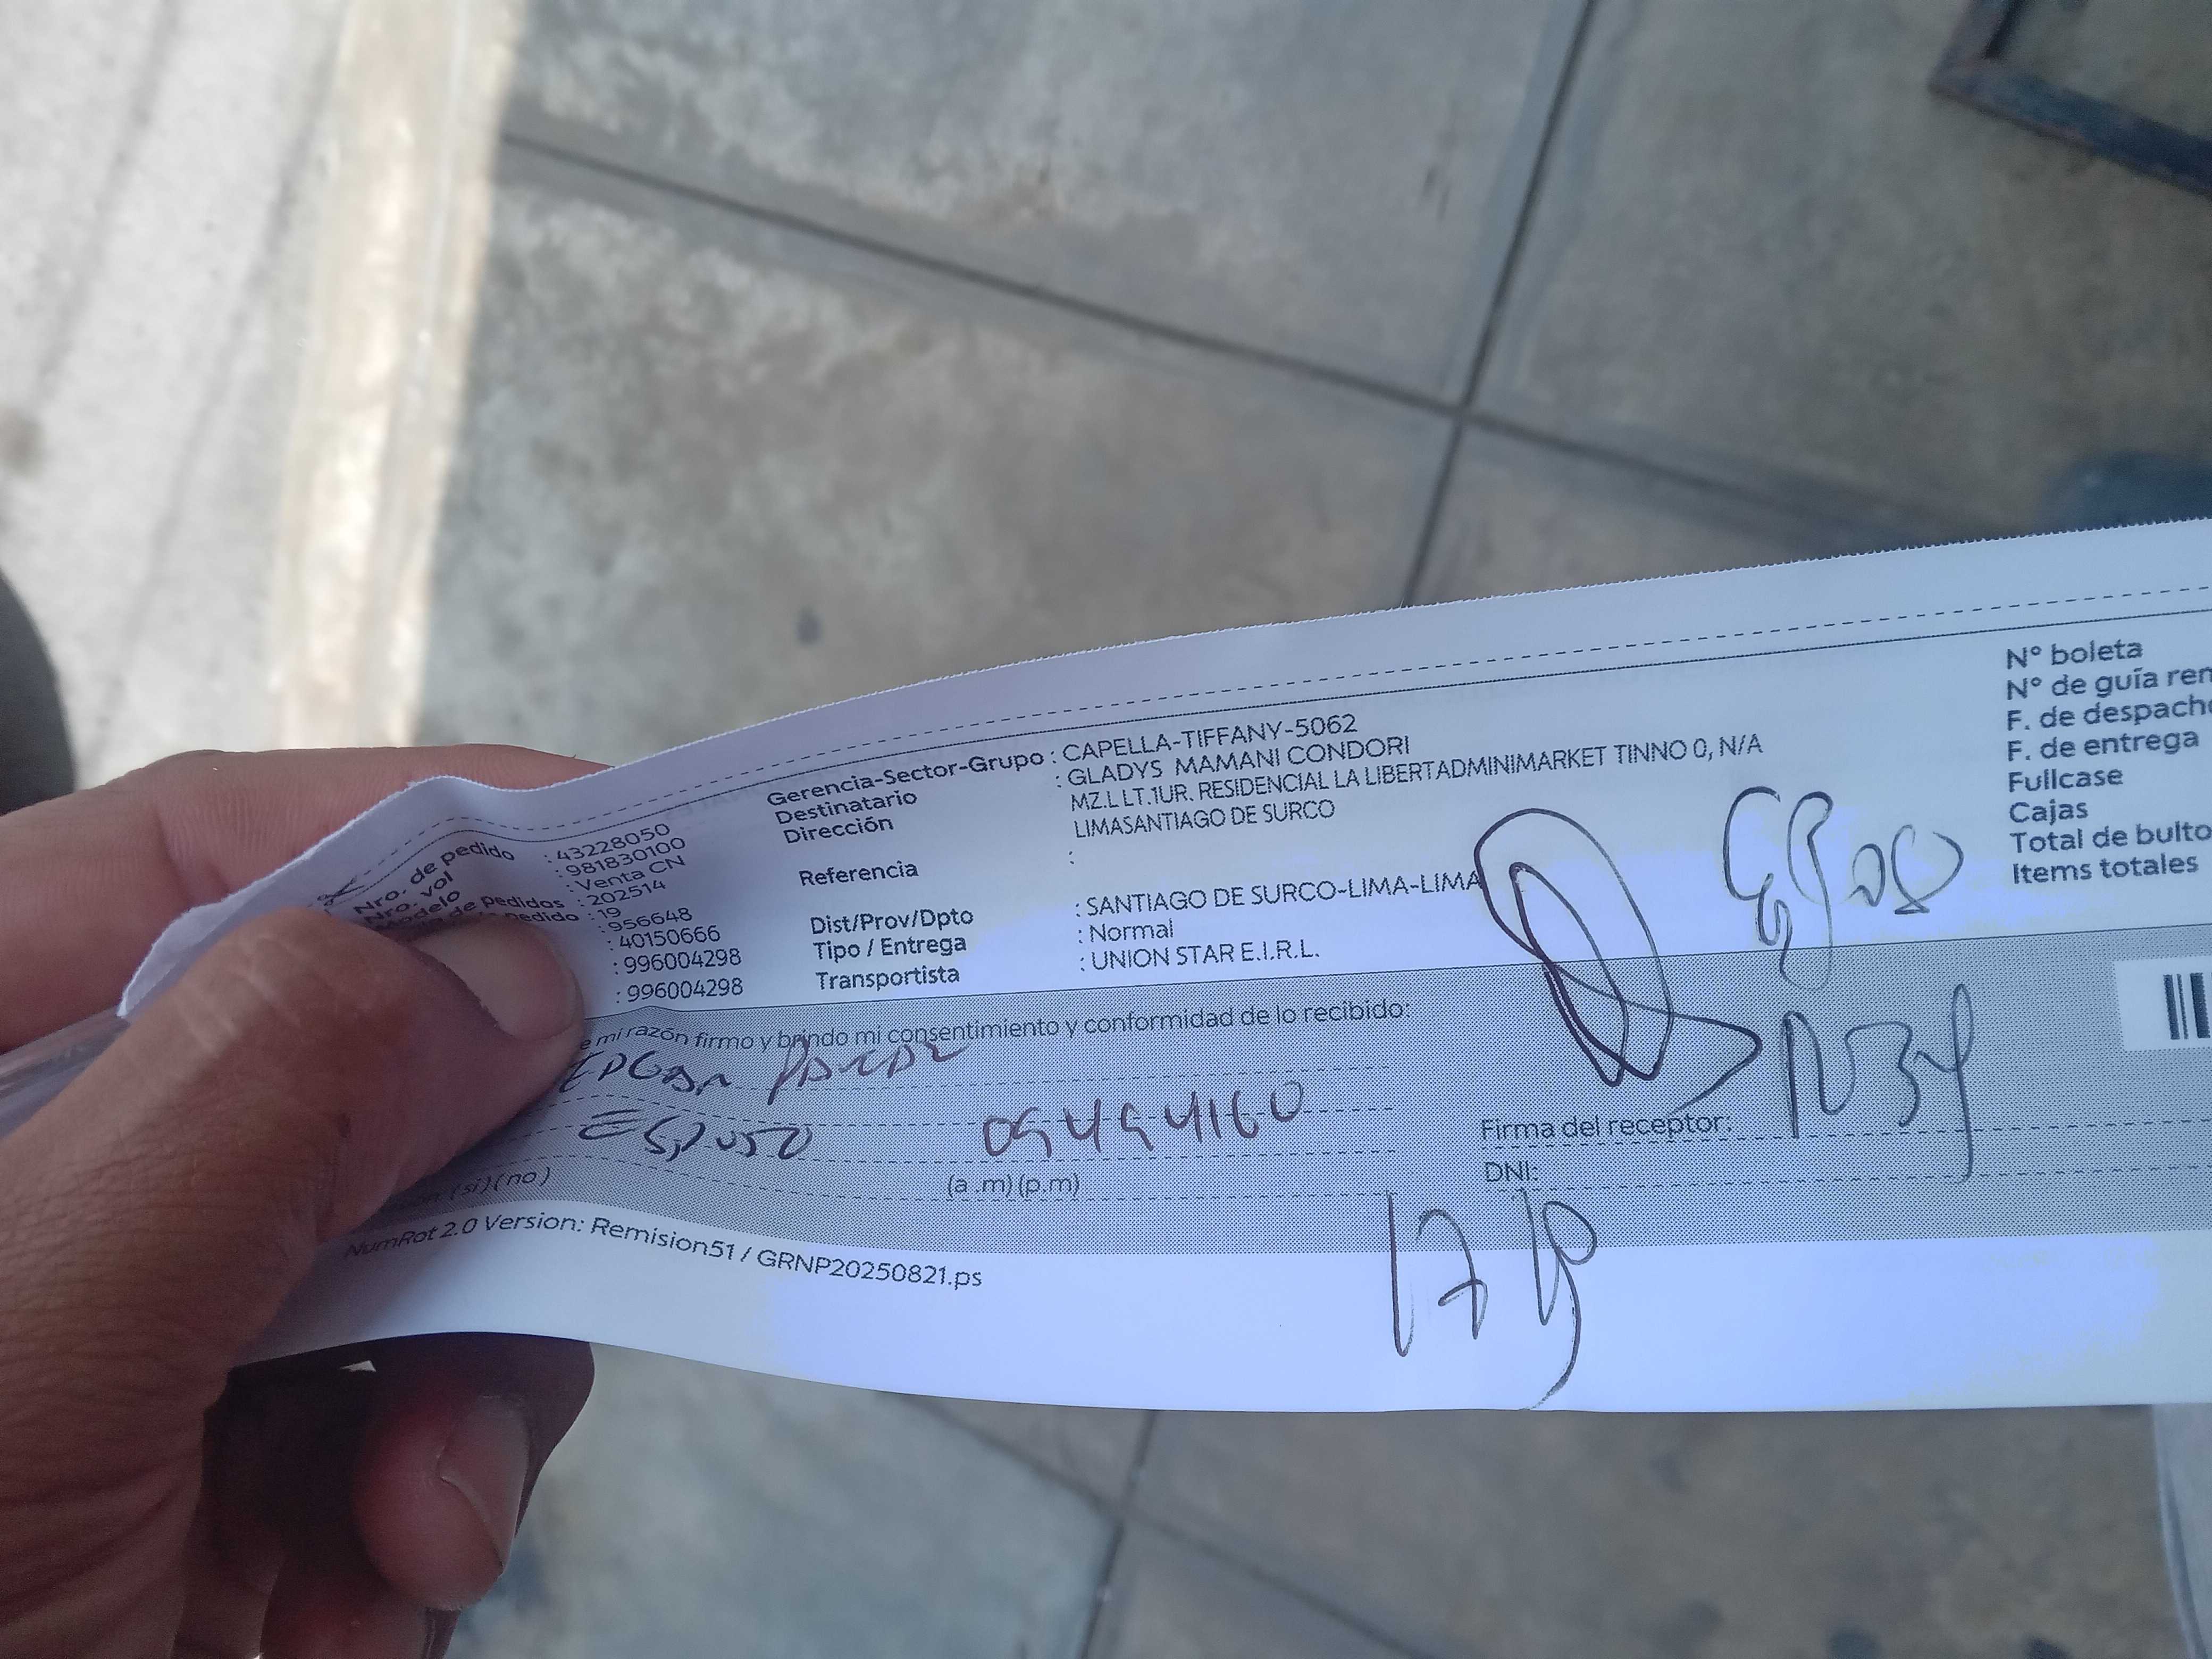 Nro. de pedido : 43228050
Nro. vol : 981830100
Modelo : Venta CN
de pedidos : 202514
pedido : 19
: 956648
: 40150666
: 996004298
: 996004298
Gerencia-Sector-Grupo : CAPELLA-TIFFANY-5062
Destinatario : GLADYS MAMANI CONDORI
Dirección MZ.L LT.1UR. RESIDENCIAL LA LIBERTADMINIMARKET TINNO 0, N/A
LIMASANTIAGO DE SURCO
Referencia :
Dist/Prov/Dpto : SANTIAGO DE SURCO-LIMA-LIMA
Tipo / Entrega : Normal
Transportista : UNION STAR E.I.R.L.
N° boleta
N° de guía rem
F. de despacho
F. de entrega
Fullcase
Cajas
Total de bulto
Items totales
e mi razón firmo y brindo mi consentimiento y conformidad de lo recibido:
ESPOSO
Firma del receptor:
DNI:
(si) (no) (a .m) (p.m)
NumRot 2.0 Version: Remision51 / GRNP20250821.ps